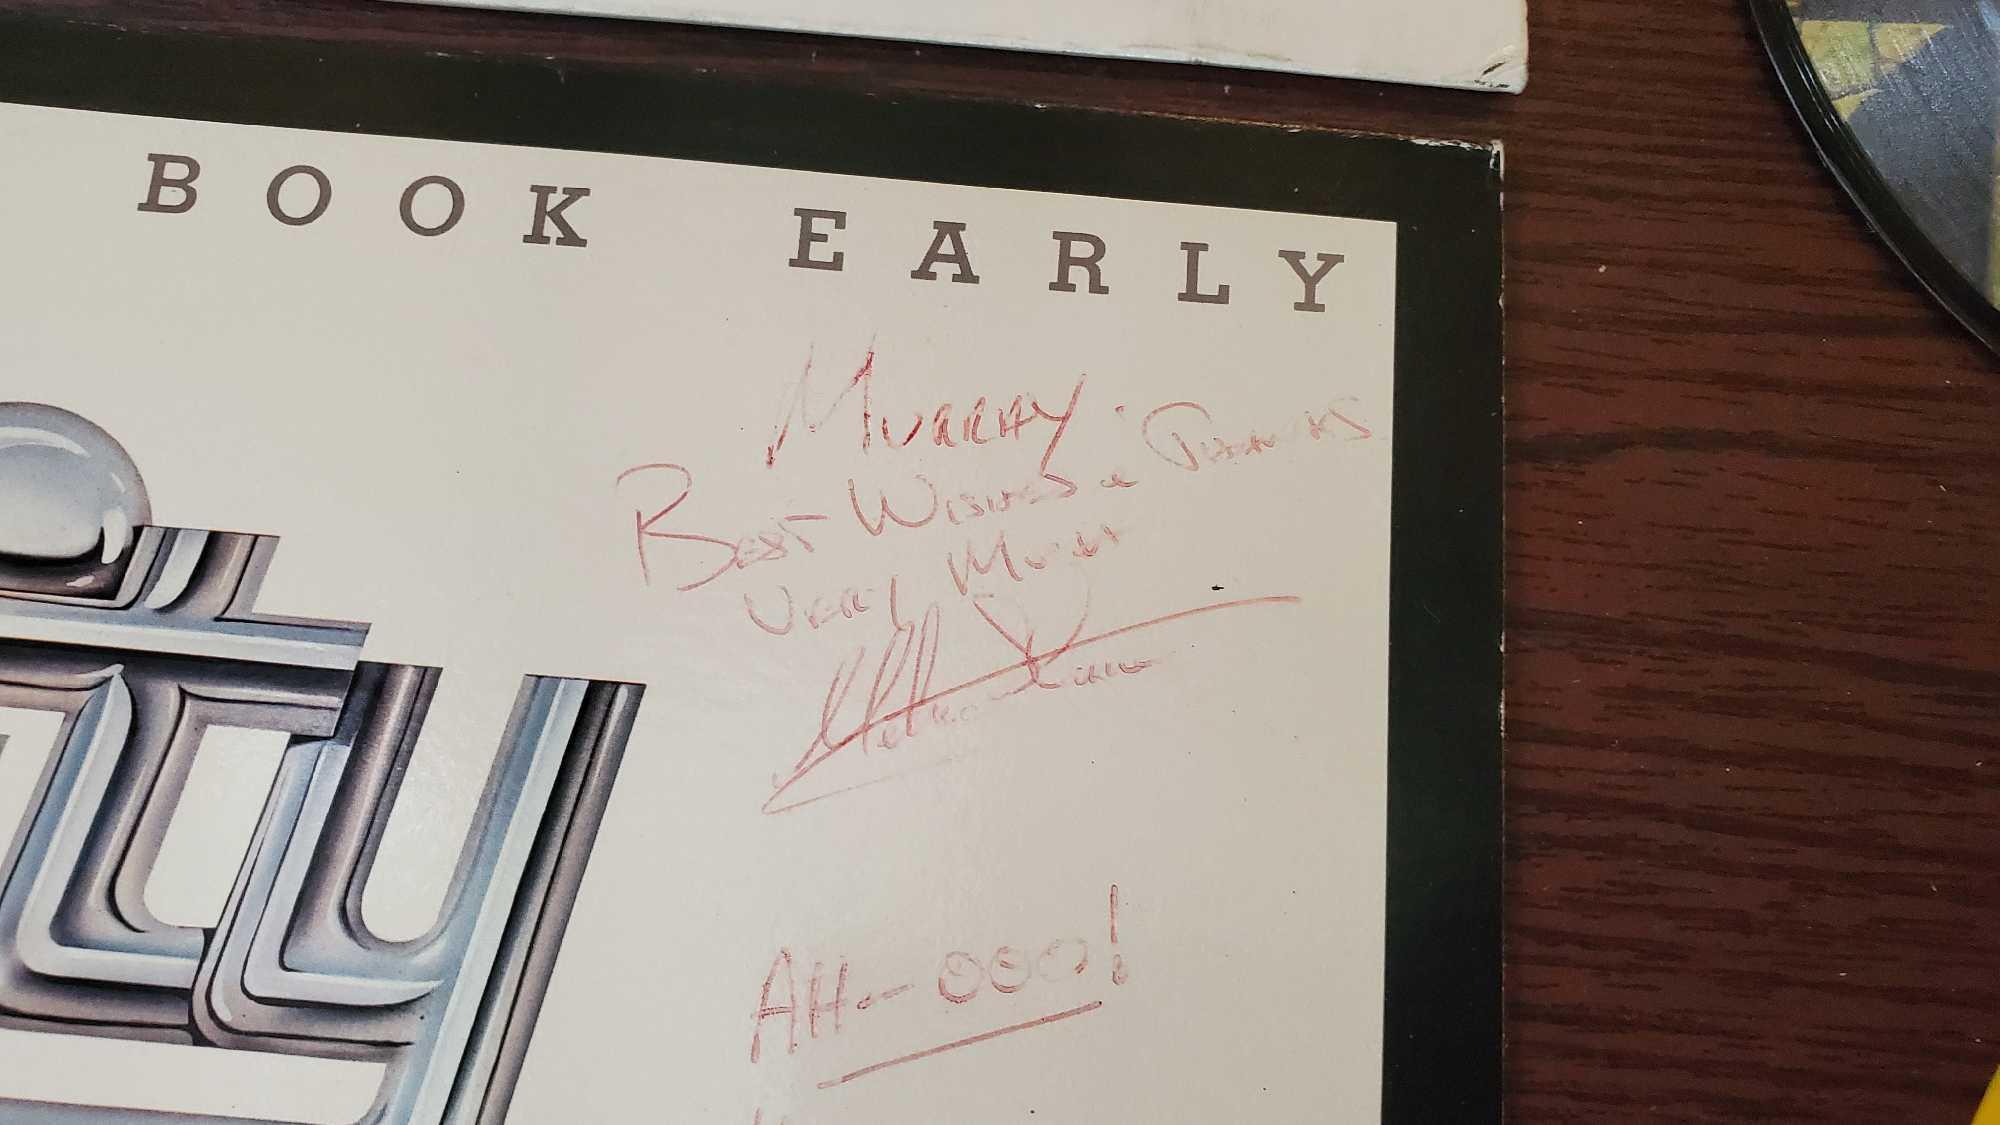 BOOK EARLY
MURRAY.
BEST WISHES & THANKS
VERY MUCH
AH--OOO!